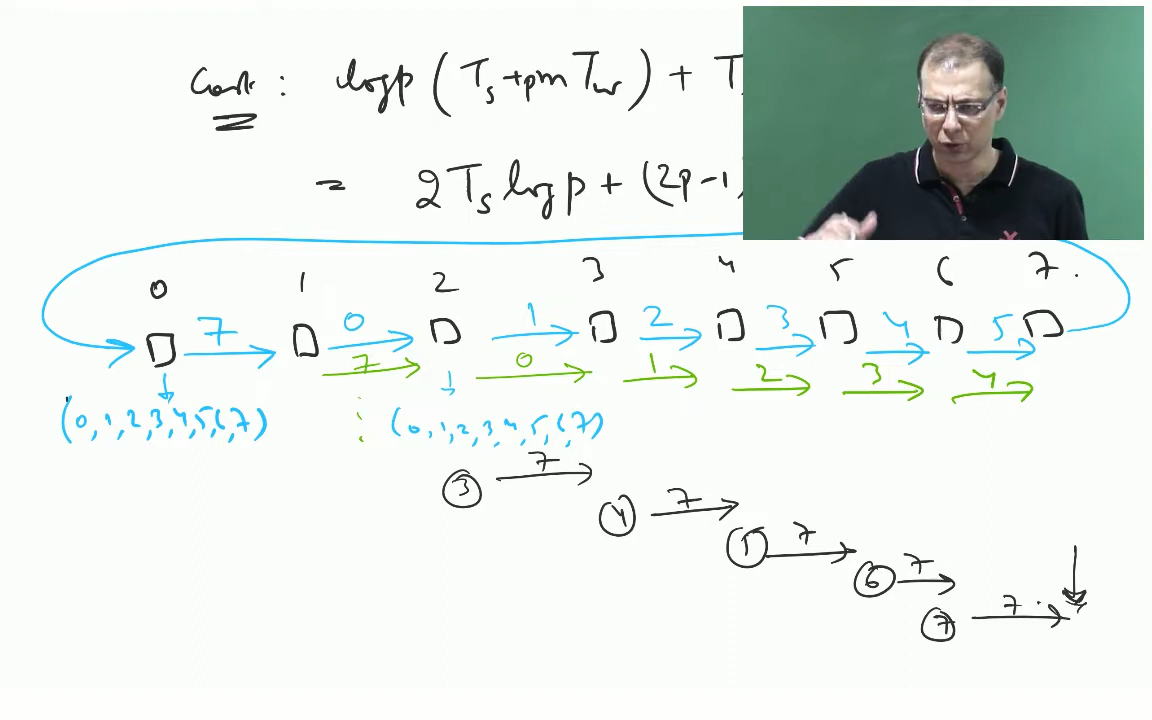 Cost : log p (Ts + pm Tw) + T
= 2 Ts log p + (2p-1
0 1 2 3 4 5 6 7
7 0 1 2 3 4 5
7 0 1 2 3 4
(0,1,2,3,4,5,6,7) (0,1,2,3,4,5,6,7)
3 7
4 7
7
6 7
7 7